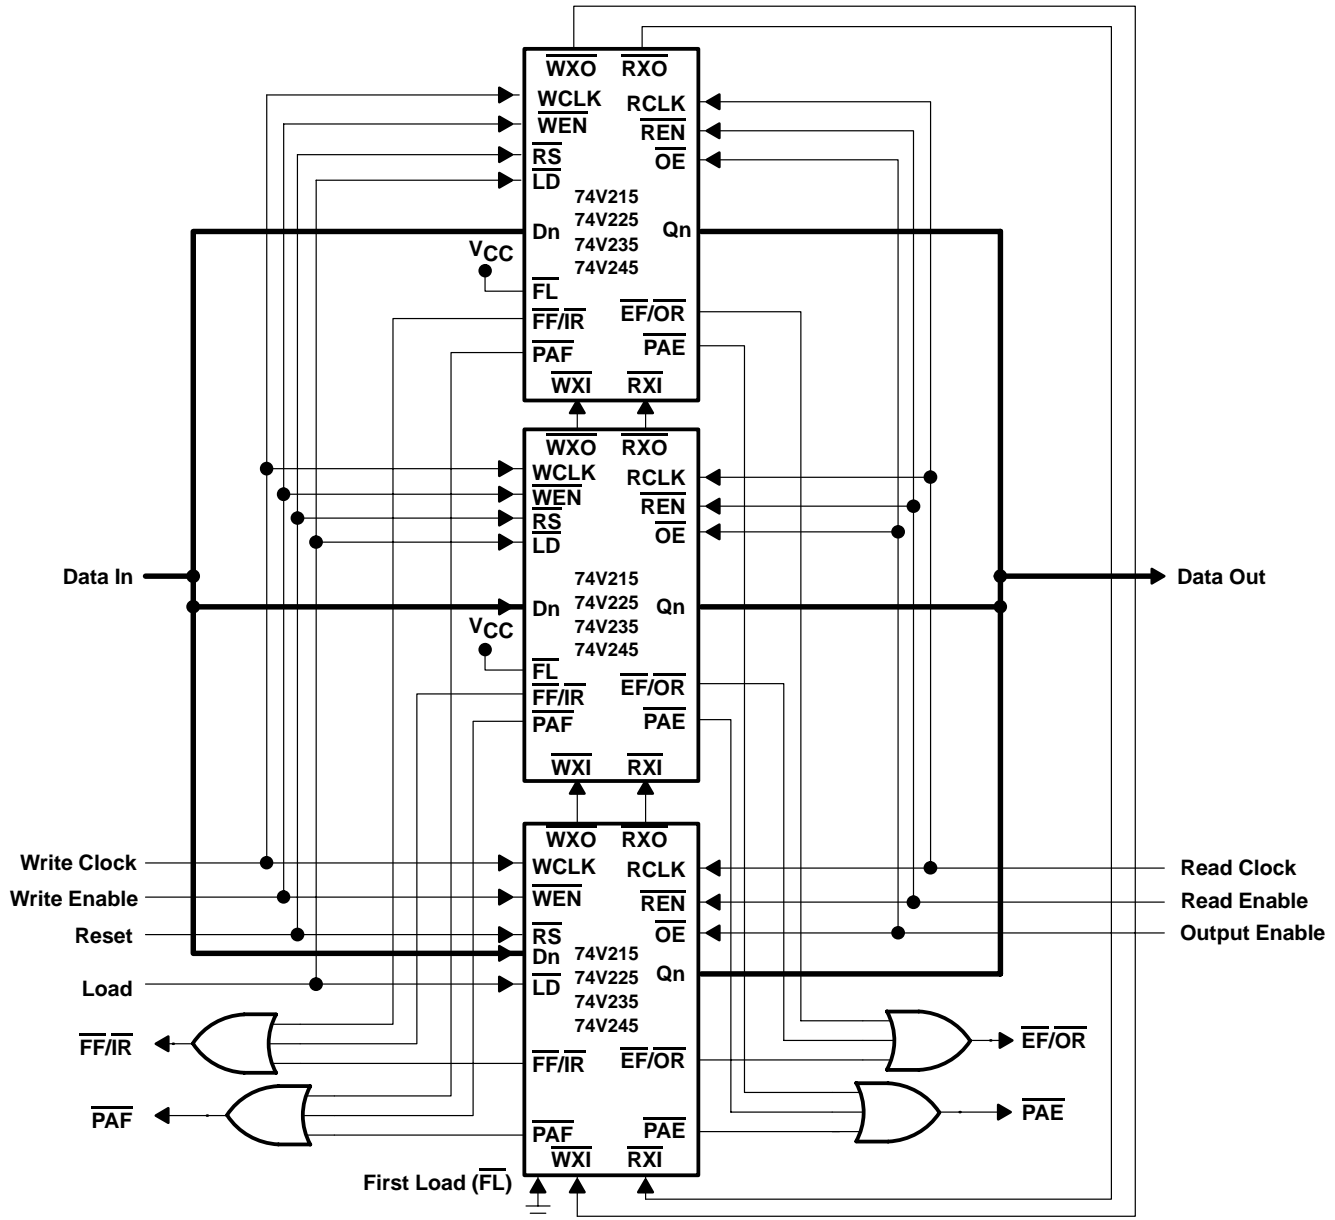 WXO RXO
WCLK RCLK
WEN REN
RS OE
LD
74V215
74V225
Dn Qn
74V235
74V245
VCC
FL
FF/IR EF/OR
PAF PAE
WXI RXI
WXO RXO
WCLK RCLK
WEN REN
RS OE
LD
Data In Data Out
74V215
74V225
Dn Qn
74V235
74V245
VCC
FL
FF/IR EF/OR
PAF PAE
WXI RXI
WXO RXO
Write Clock WCLK RCLK Read Clock
Write Enable WEN REN Read Enable
Reset RS OE Output Enable
Dn 74V215
Qn
Load LD 74V225
74V235
74V245
FF/IR FF/IR EF/OR EF/OR
PAF PAF PAE PAE
WXI RXI
First Load (FL)